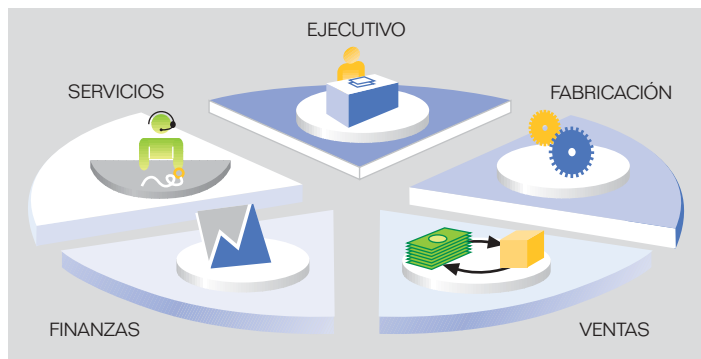 EJECUTIVO
SERVICIOS
FABRICACIÓN
FINANZAS
VENTAS